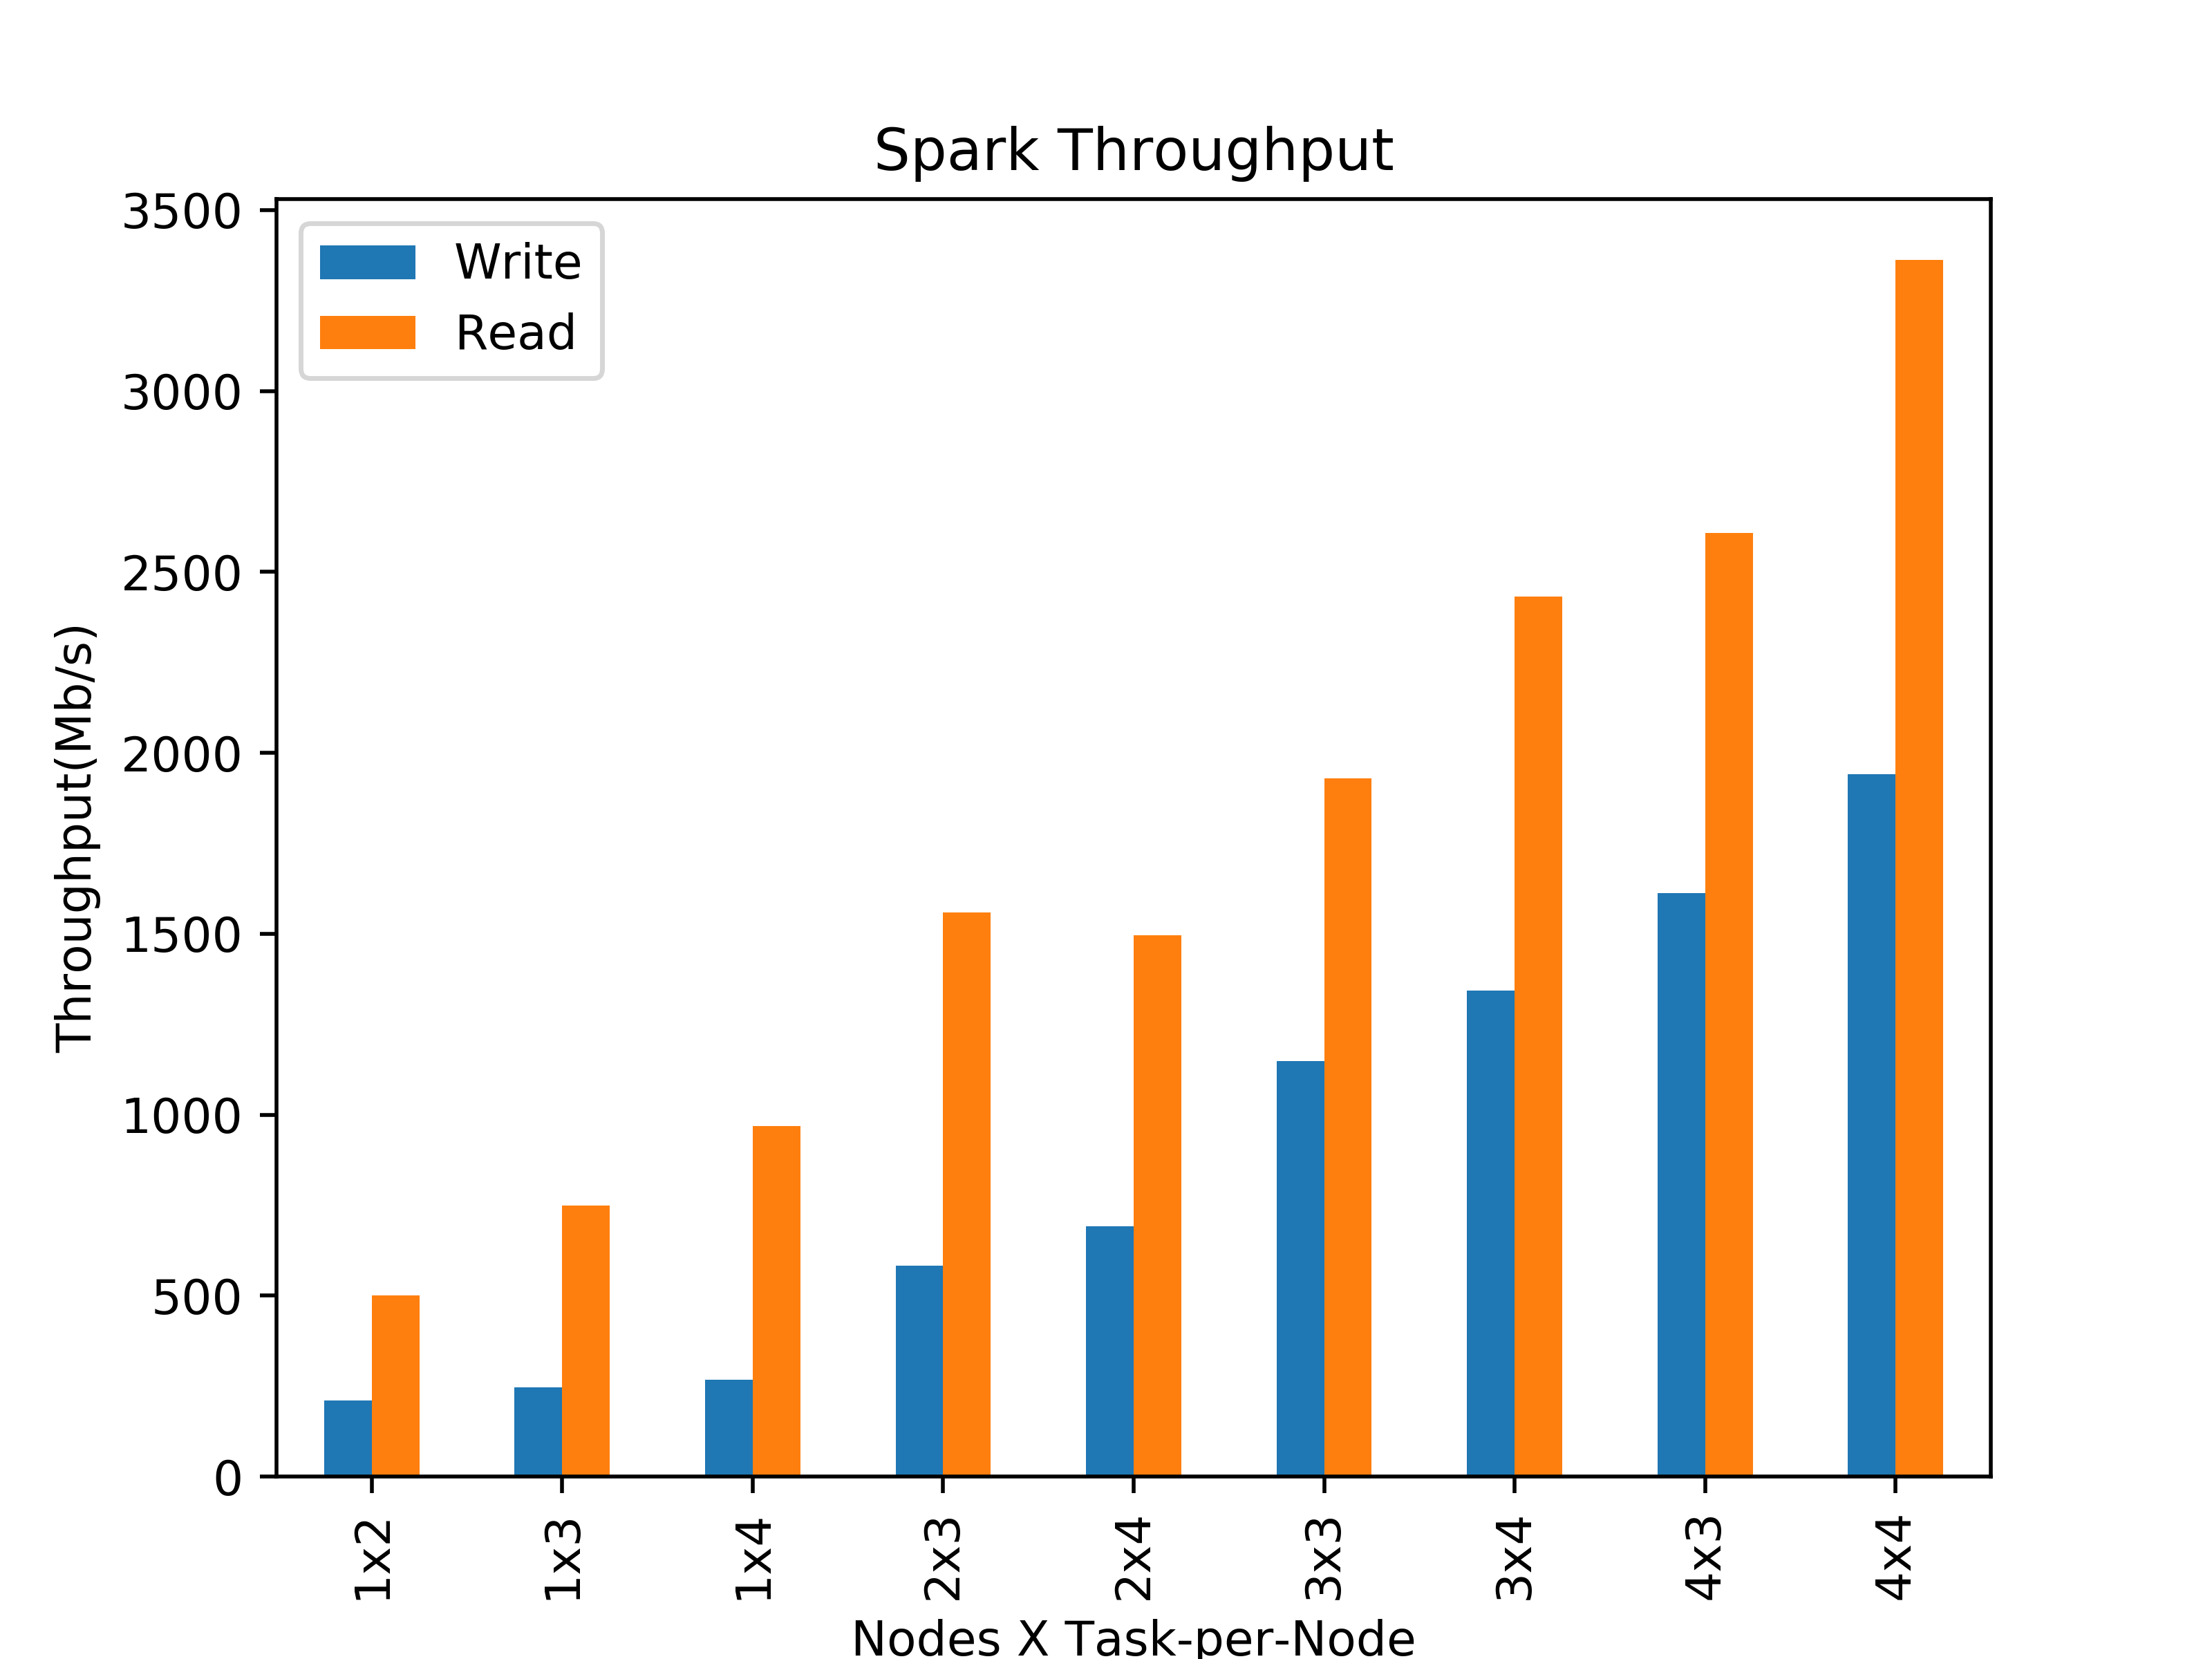 Spark Throughput
Write
Read
3500
3000
2500
2000
1500
1000
500
0
Throughput(Mb/s)
1x2
1x3
1x4
2x3
2x4
3x3
3x4
4x3
4x4
Nodes X Task-per-Node